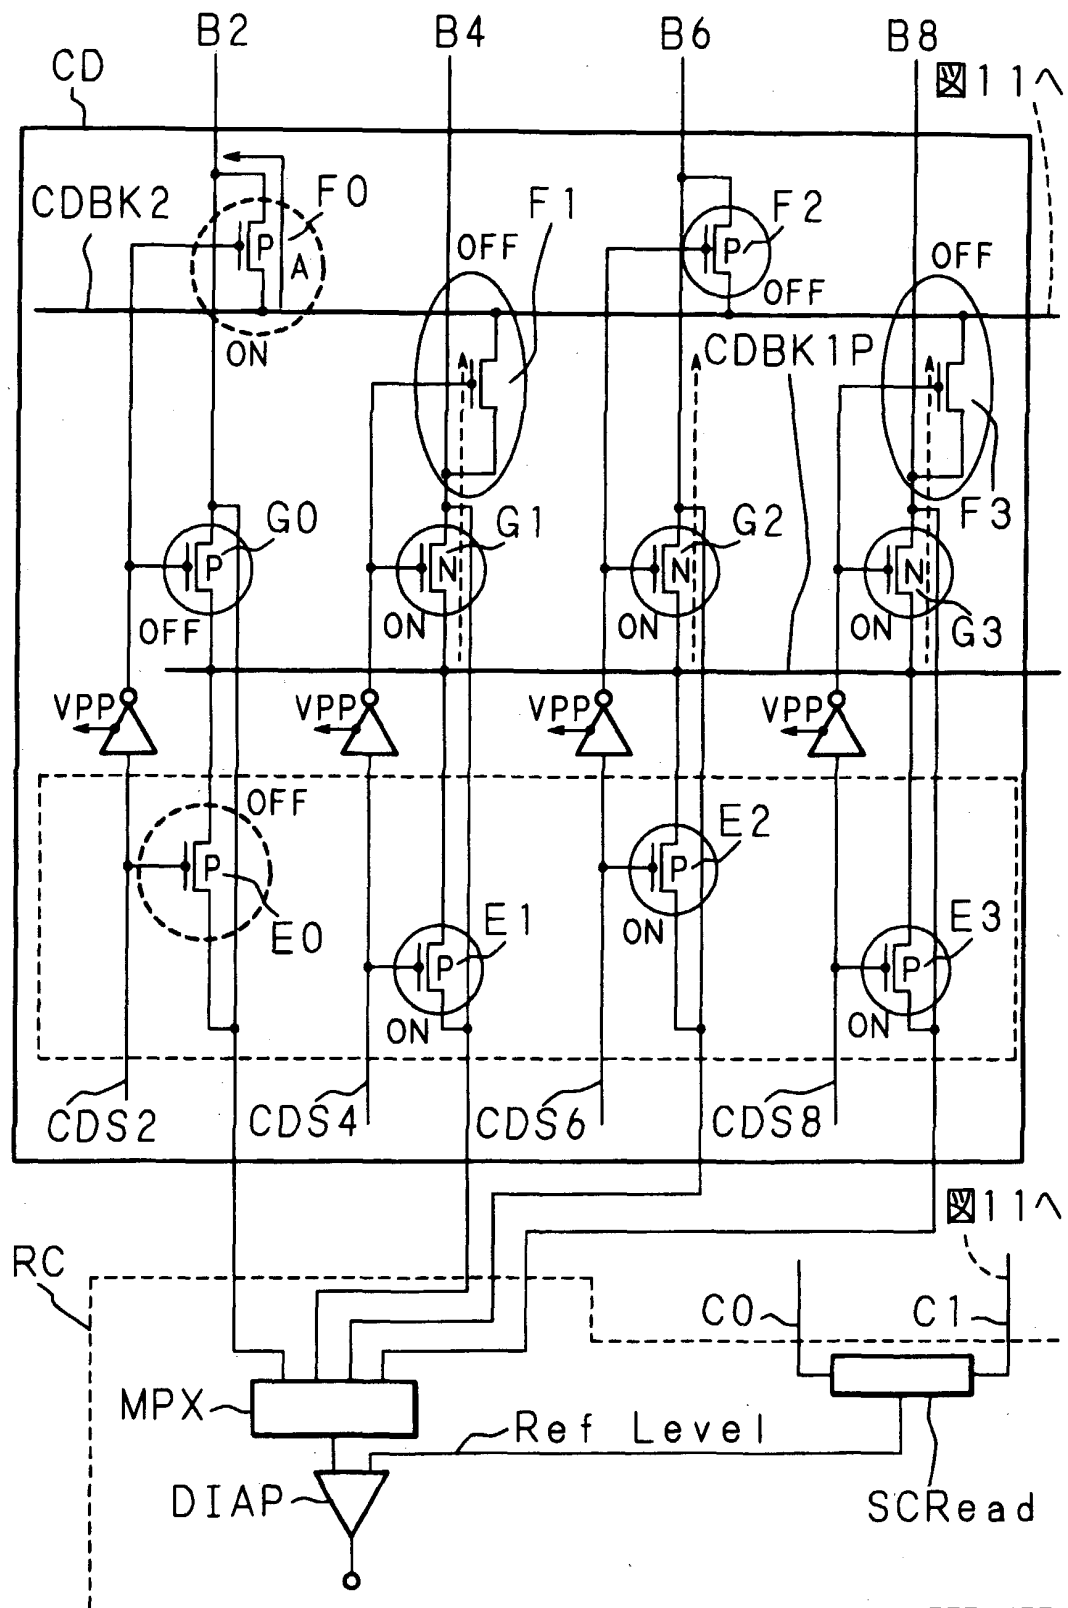 B2
B4
B6
B8
CD
図11へ
CDBK2
F0
F1
F2
P
A
OFF
P
OFF
OFF
ON
CDBK1P
G0
G1
G2
F3
P
N
N
N
OFF
ON
ON
ON
G3
VPP
VPP
VPP
VPP
OFF
E2
P
P
E0
ON
E1
E3
P
P
ON
ON
CDS2
CDS4
CDS6
CDS8
図11へ
RC
C0
C1
MPX
Ref Level
DIAP
SCRead